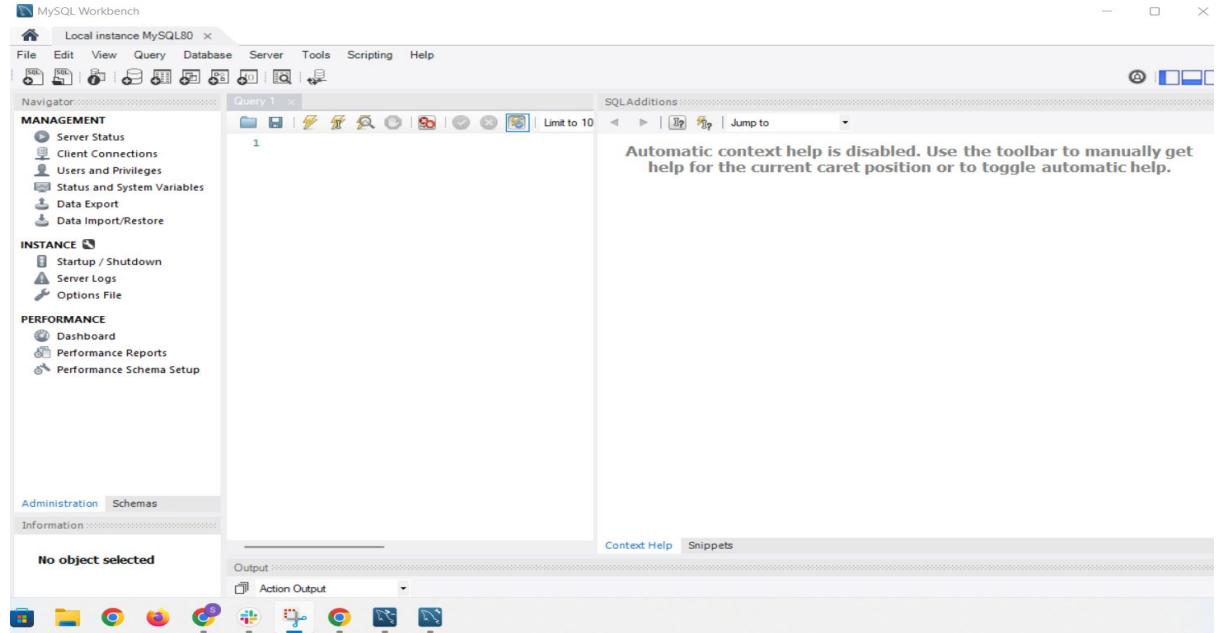 MySQL Workbench
Local instance MySQL80
File Edit View Query Database Server Tools Scripting Help
Navigator
MANAGEMENT
Server Status
Client Connections
Users and Privileges
Status and System Variables
Data Export
Data Import/Restore
INSTANCE
Startup / Shutdown
Server Logs
Options File
PERFORMANCE
Dashboard
Performance Reports
Performance Schema Setup
Administration Schemas
Information
No object selected
Query 1
Limit to 10
1
SQLAdditions
Jump to
Automatic context help is disabled. Use the toolbar to manually get
help for the current caret position or to toggle automatic help.
Context Help Snippets
Output
Action Output